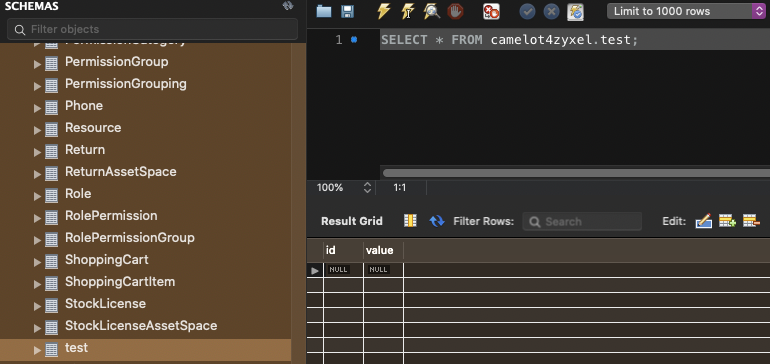 SCHEMAS
Filter objects
PermissionCategory
PermissionGroup
PermissionGrouping
Phone
Resource
Return
ReturnAssetSpace
Role
RolePermission
RolePermissionGroup
ShoppingCart
ShoppingCartItem
StockLicense
StockLicenseAssetSpace
test
Limit to 1000 rows
1 SELECT * FROM camelot4zyxel.test;
100% 1:1
Result Grid Filter Rows: Search Edit:
id value
NULL NULL